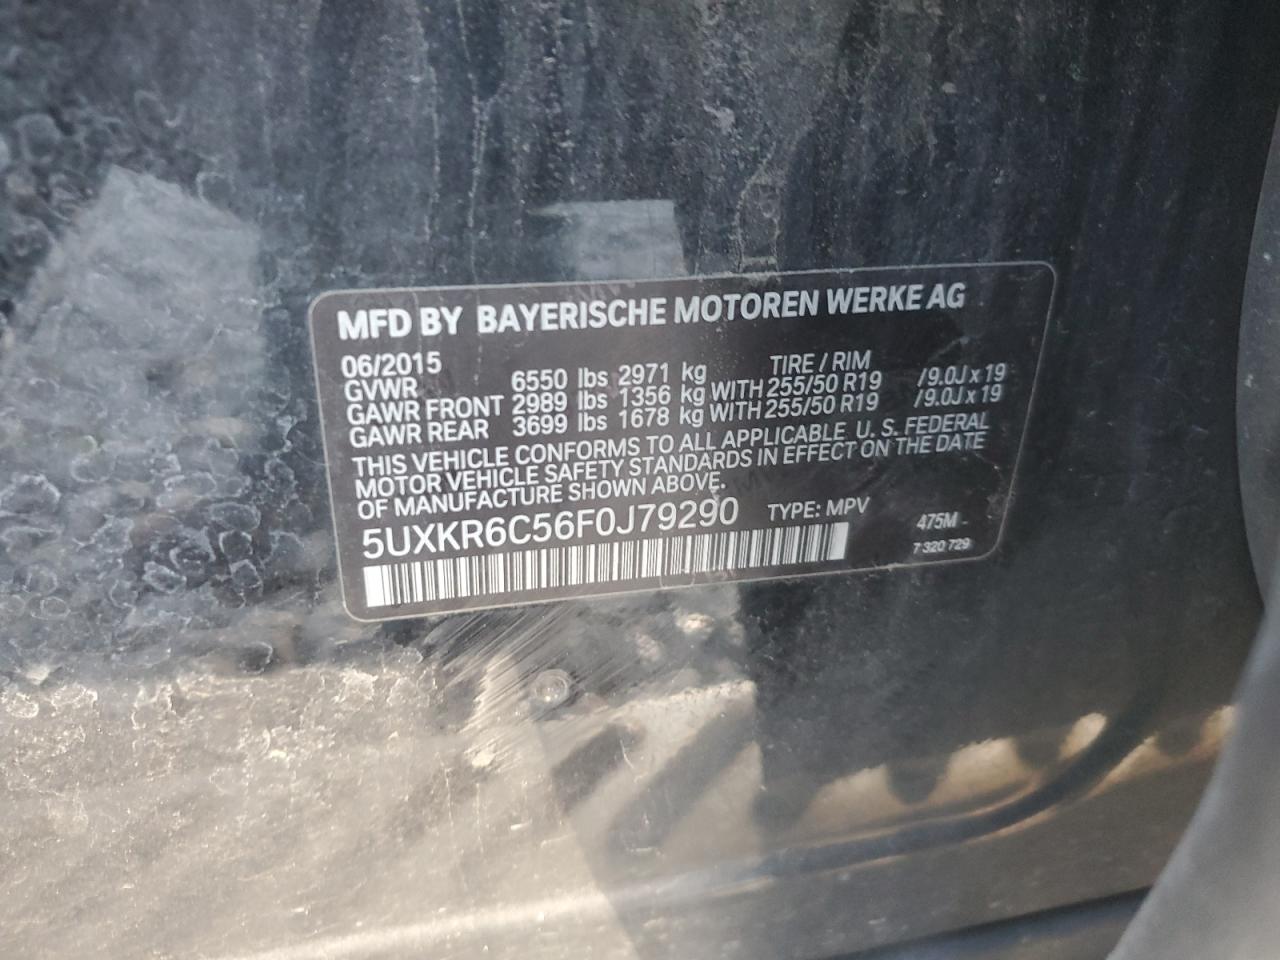 MFD BY BAYERISCHE MOTOREN WERKE AG
06/2015 TIRE / RIM
GVWR 6550 lbs 2971 kg
GAWR FRONT 2989 lbs 1356 kg WITH 255/50 R19 /9.0J x 19
GAWR REAR 3699 lbs 1678 kg WITH 255/50 R19 /9.0J x 19
THIS VEHICLE CONFORMS TO ALL APPLICABLE U. S. FEDERAL
MOTOR VEHICLE SAFETY STANDARDS IN EFFECT ON THE DATE
OF MANUFACTURE SHOWN ABOVE.
5UXKR6C56F0J79290 TYPE: MPV
475M
7 320 729